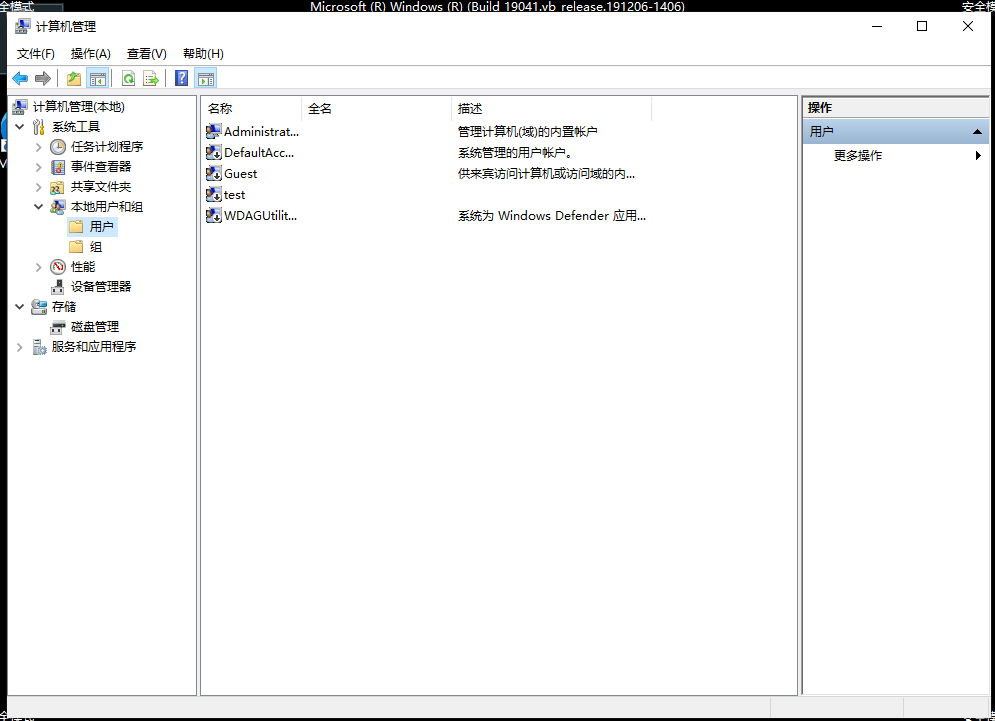 Microsoft (R) Windows (R) (Build 19041.vb_release.191206-1406)
全模式
安全模
计算机管理
文件(F) 操作(A) 查看(V) 帮助(H)
计算机管理(本地)
系统工具
任务计划程序
事件查看器
共享文件夹
本地用户和组
用户
组
性能
设备管理器
存储
磁盘管理
服务和应用程序
名称 全名 描述
Administrat... 管理计算机(域)的内置帐户
DefaultAcc... 系统管理的用户帐户。
Guest 供来宾访问计算机或访问域的内...
test
WDAGUtilit... 系统为 Windows Defender 应用...
操作
用户
更多操作